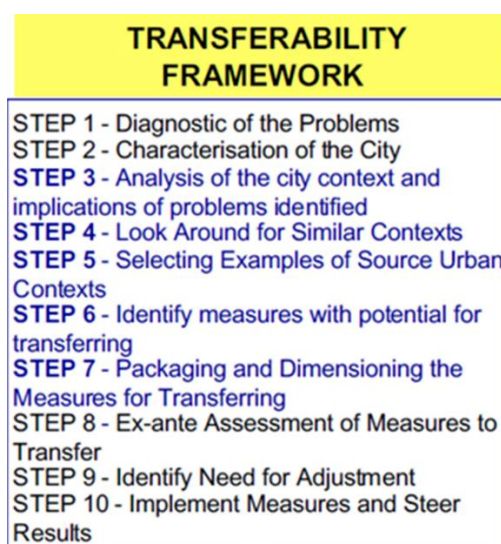 TRANSFERABILITY
FRAMEWORK
STEP 1 - Diagnostic of the Problems
STEP 2 - Characterisation of the City
STEP 3 - Analysis of the city context and
implications of problems identified
STEP 4 - Look Around for Similar Contexts
STEP 5 - Selecting Examples of Source Urban
Contexts
STEP 6 - Identify measures with potential for
transferring
STEP 7 - Packaging and Dimensioning the
Measures for Transferring
STEP 8 - Ex-ante Assessment of Measures to
Transfer
STEP 9 - Identify Need for Adjustment
STEP 10 - Implement Measures and Steer
Results